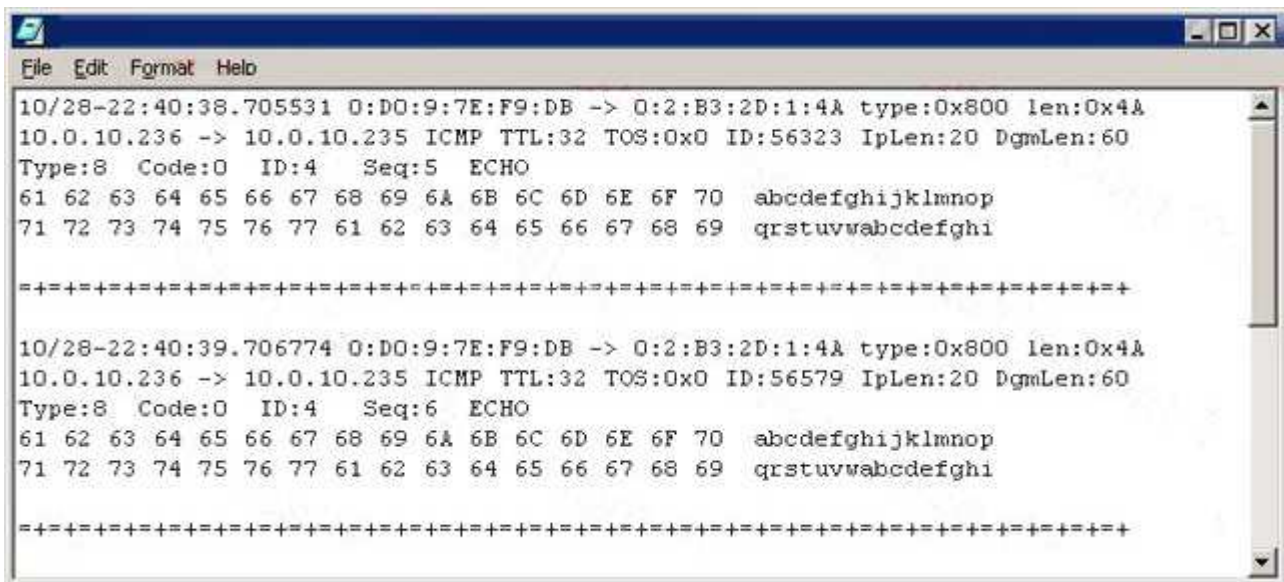 File Edit Format Help
10/28-22:40:38.705531 0:D0:9:7E:F9:DB -> 0:2:B3:2D:1:4A type:0x800 len:0x4A
10.0.10.236 -> 10.0.10.235 ICMP TTL:32 TOS:0x0 ID:56323 IpLen:20 DgmLen:60
Type:8 Code:0 ID:4 Seq:5 ECHO
61 62 63 64 65 66 67 68 69 6A 6B 6C 6D 6E 6F 70 abcdefghijklmnop
71 72 73 74 75 76 77 61 62 63 64 65 66 67 68 69 qrstuvwabcdefghi
=+=+=+=+=+=+=+=+=+=+=+=+=+=+=+=+=+=+=+=+=+=+=+=+=+=+=+=+=+=+=+=+=+=+=+=+=+
10/28-22:40:39.706774 0:D0:9:7E:F9:DB -> 0:2:B3:2D:1:4A type:0x800 len:0x4A
10.0.10.236 -> 10.0.10.235 ICMP TTL:32 TOS:0x0 ID:56579 IpLen:20 DgmLen:60
Type:8 Code:0 ID:4 Seq:6 ECHO
61 62 63 64 65 66 67 68 69 6A 6B 6C 6D 6E 6F 70 abcdefghijklmnop
71 72 73 74 75 76 77 61 62 63 64 65 66 67 68 69 qrstuvwabcdefghi
=+=+=+=+=+=+=+=+=+=+=+=+=+=+=+=+=+=+=+=+=+=+=+=+=+=+=+=+=+=+=+=+=+=+=+=+=+